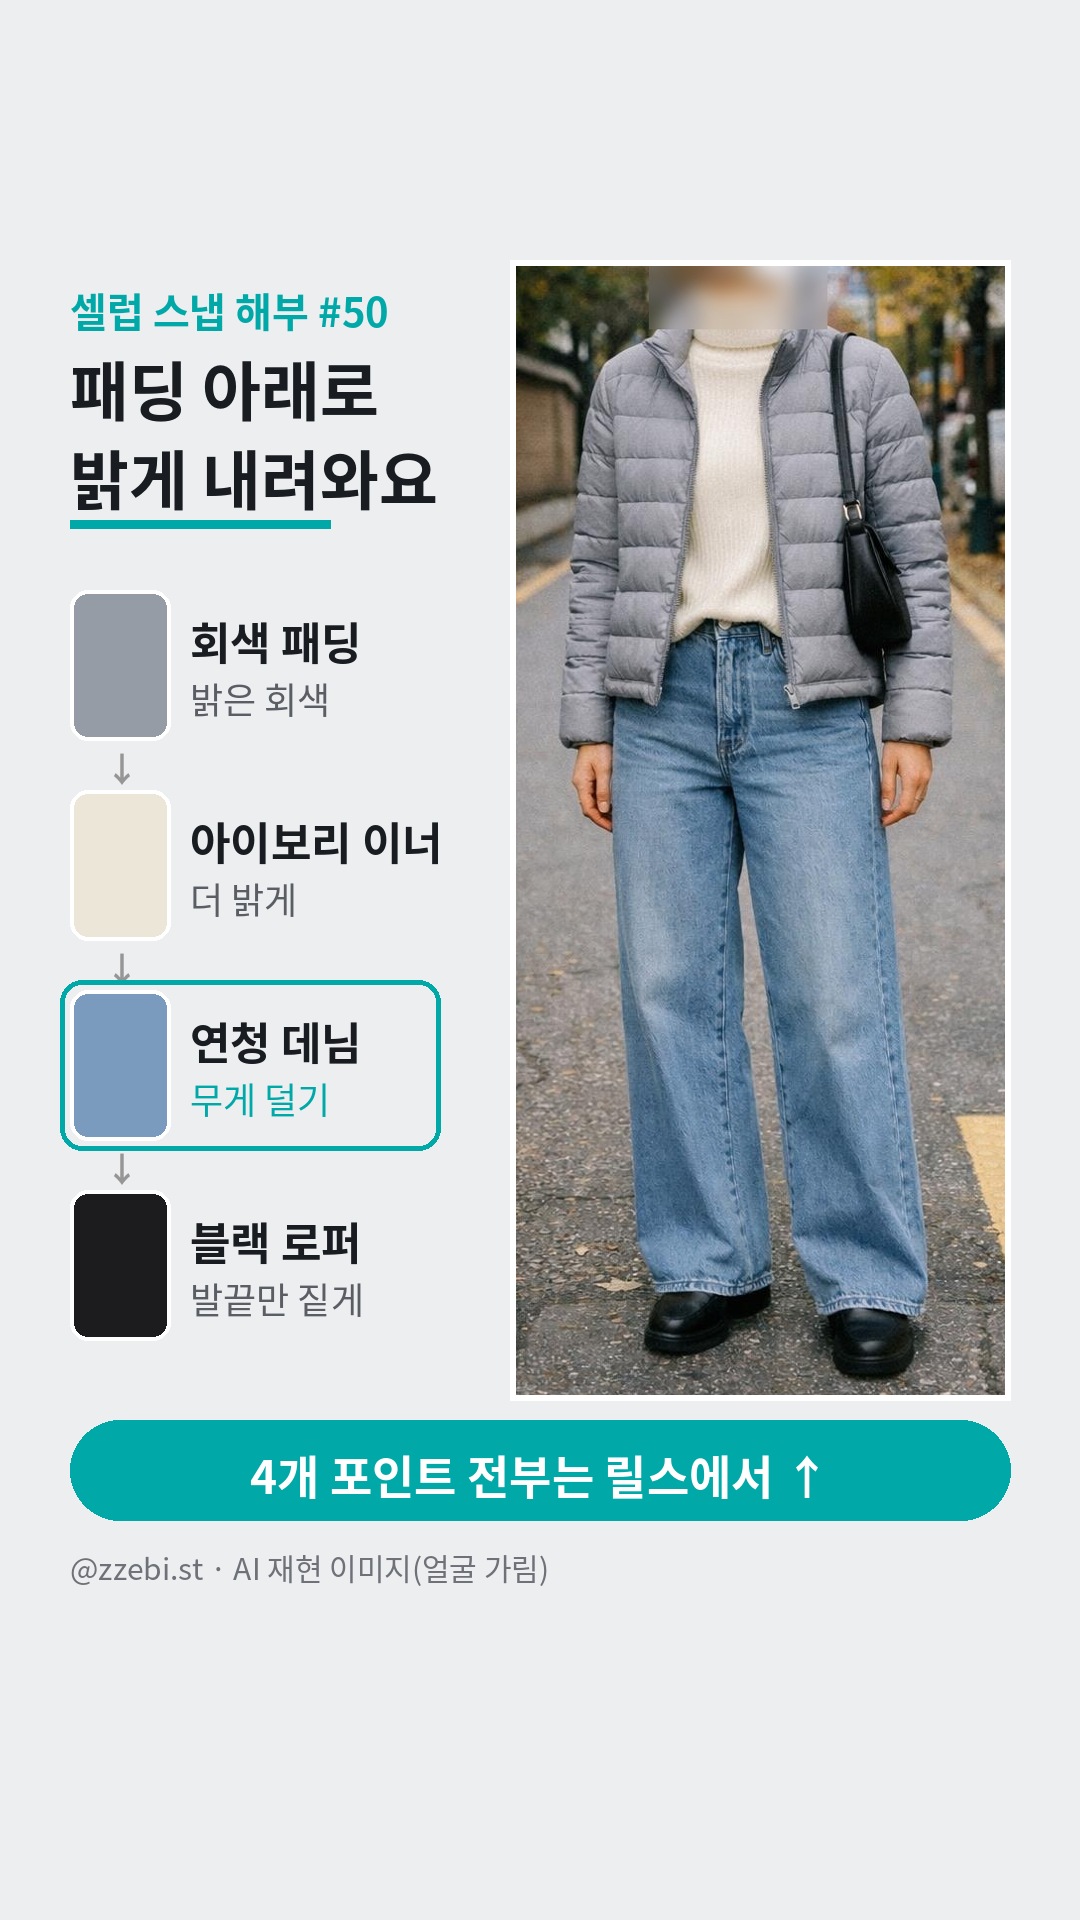 셀럽 스냅 해부 #50
패딩 아래로
밝게 내려와요
회색 패딩
밝은 회색
↓
아이보리 이너
더 밝게
↓
연청 데님
무게 덜기
↓
블랙 로퍼
발끝만 짙게
4개 포인트 전부는 릴스에서 ↑
@zzebi.st · AI 재현 이미지(얼굴 가림)